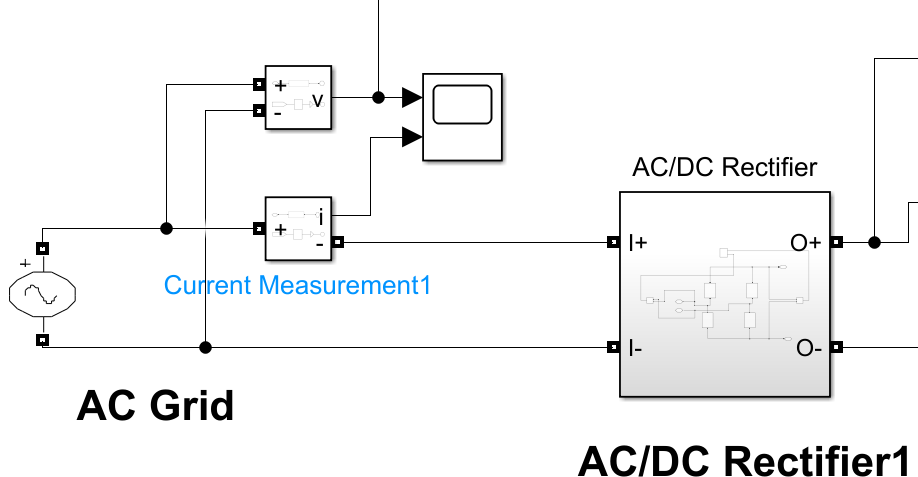 +
v
-
i
+
-
Current Measurement1
+
AC Grid
AC/DC Rectifier
I+
O+
I-
O-
AC/DC Rectifier1